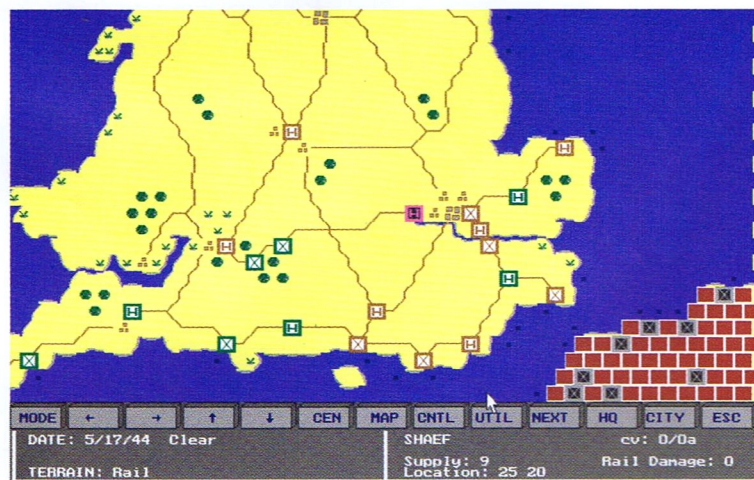 MODE ← → ↑ ↓ CEN MAP CNTL UTIL NEXT HQ CITY ESC
DATE: 5/17/44 Clear
TERRAIN: Rail
SHAEF cv: 0/0a
Supply: 9 Rail Damage: 0
Location: 25 20